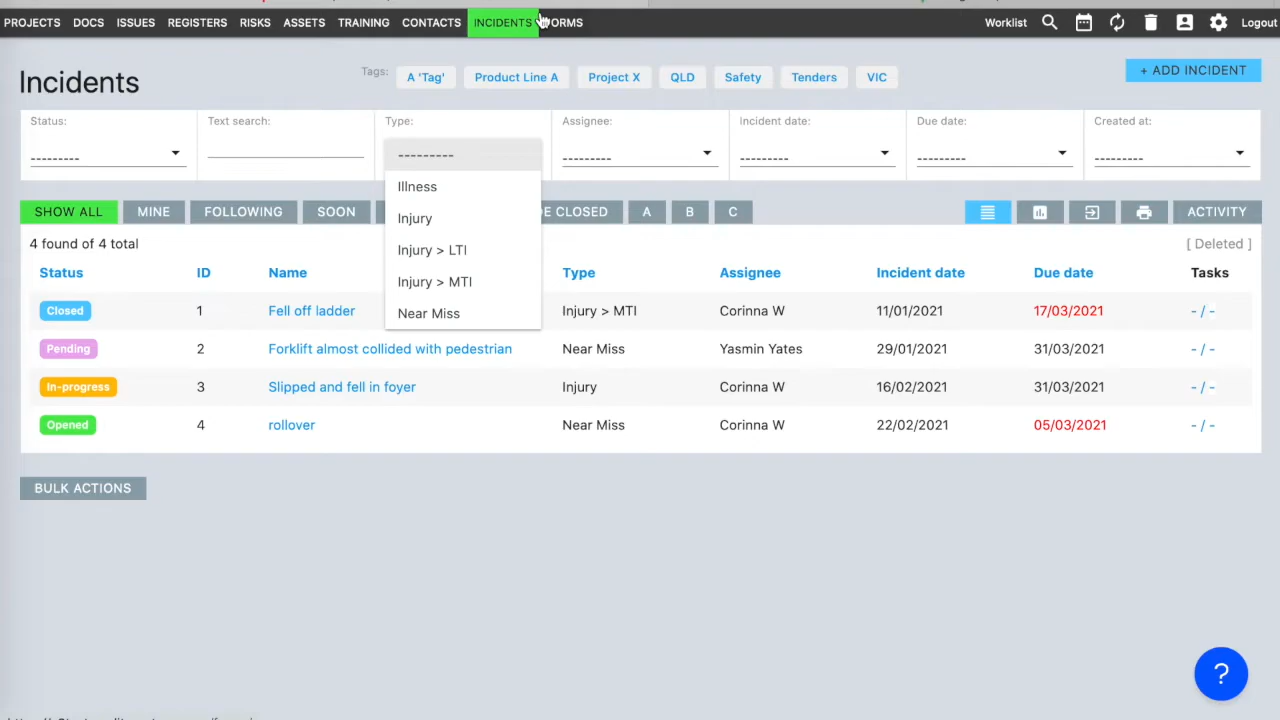 PROJECTS DOCS ISSUES REGISTERS RISKS ASSETS TRAINING CONTACTS INCIDENTS ORMS Worklist Logout
Incidents
Tags: A 'Tag' Product Line A Project X QLD Safety Tenders VIC
+ ADD INCIDENT
Status: Text search: Type: Assignee: Incident date: Due date: Created at:
--------- --------- --------- --------- --------- ---------
Illness
Injury
Injury > LTI
Injury > MTI
Near Miss
SHOW ALL MINE FOLLOWING SOON DE CLOSED A B C ACTIVITY
4 found of 4 total [ Deleted ]
Status ID Name Type Assignee Incident date Due date Tasks
Closed 1 Fell off ladder Injury > MTI Corinna W 11/01/2021 17/03/2021 - / -
Pending 2 Forklift almost collided with pedestrian Near Miss Yasmin Yates 29/01/2021 31/03/2021 - / -
In-progress 3 Slipped and fell in foyer Injury Corinna W 16/02/2021 31/03/2021 - / -
Opened 4 rollover Near Miss Corinna W 22/02/2021 05/03/2021 - / -
BULK ACTIONS
?